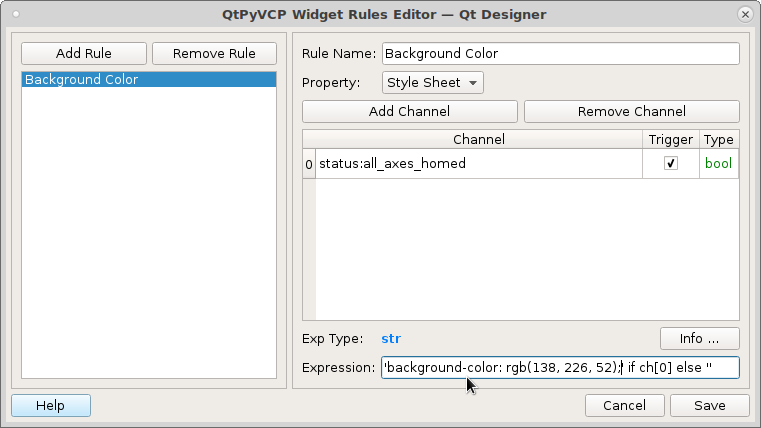 QtPyVCP Widget Rules Editor — Qt Designer
Add Rule
Remove Rule
Background Color
Rule Name: Background Color
Property: Style Sheet
Add Channel
Remove Channel
Channel Trigger Type
0 status:all_axes_homed bool
Exp Type: str
Info ...
Expression: 'background-color: rgb(138, 226, 52);' if ch[0] else ''
Help
Cancel
Save